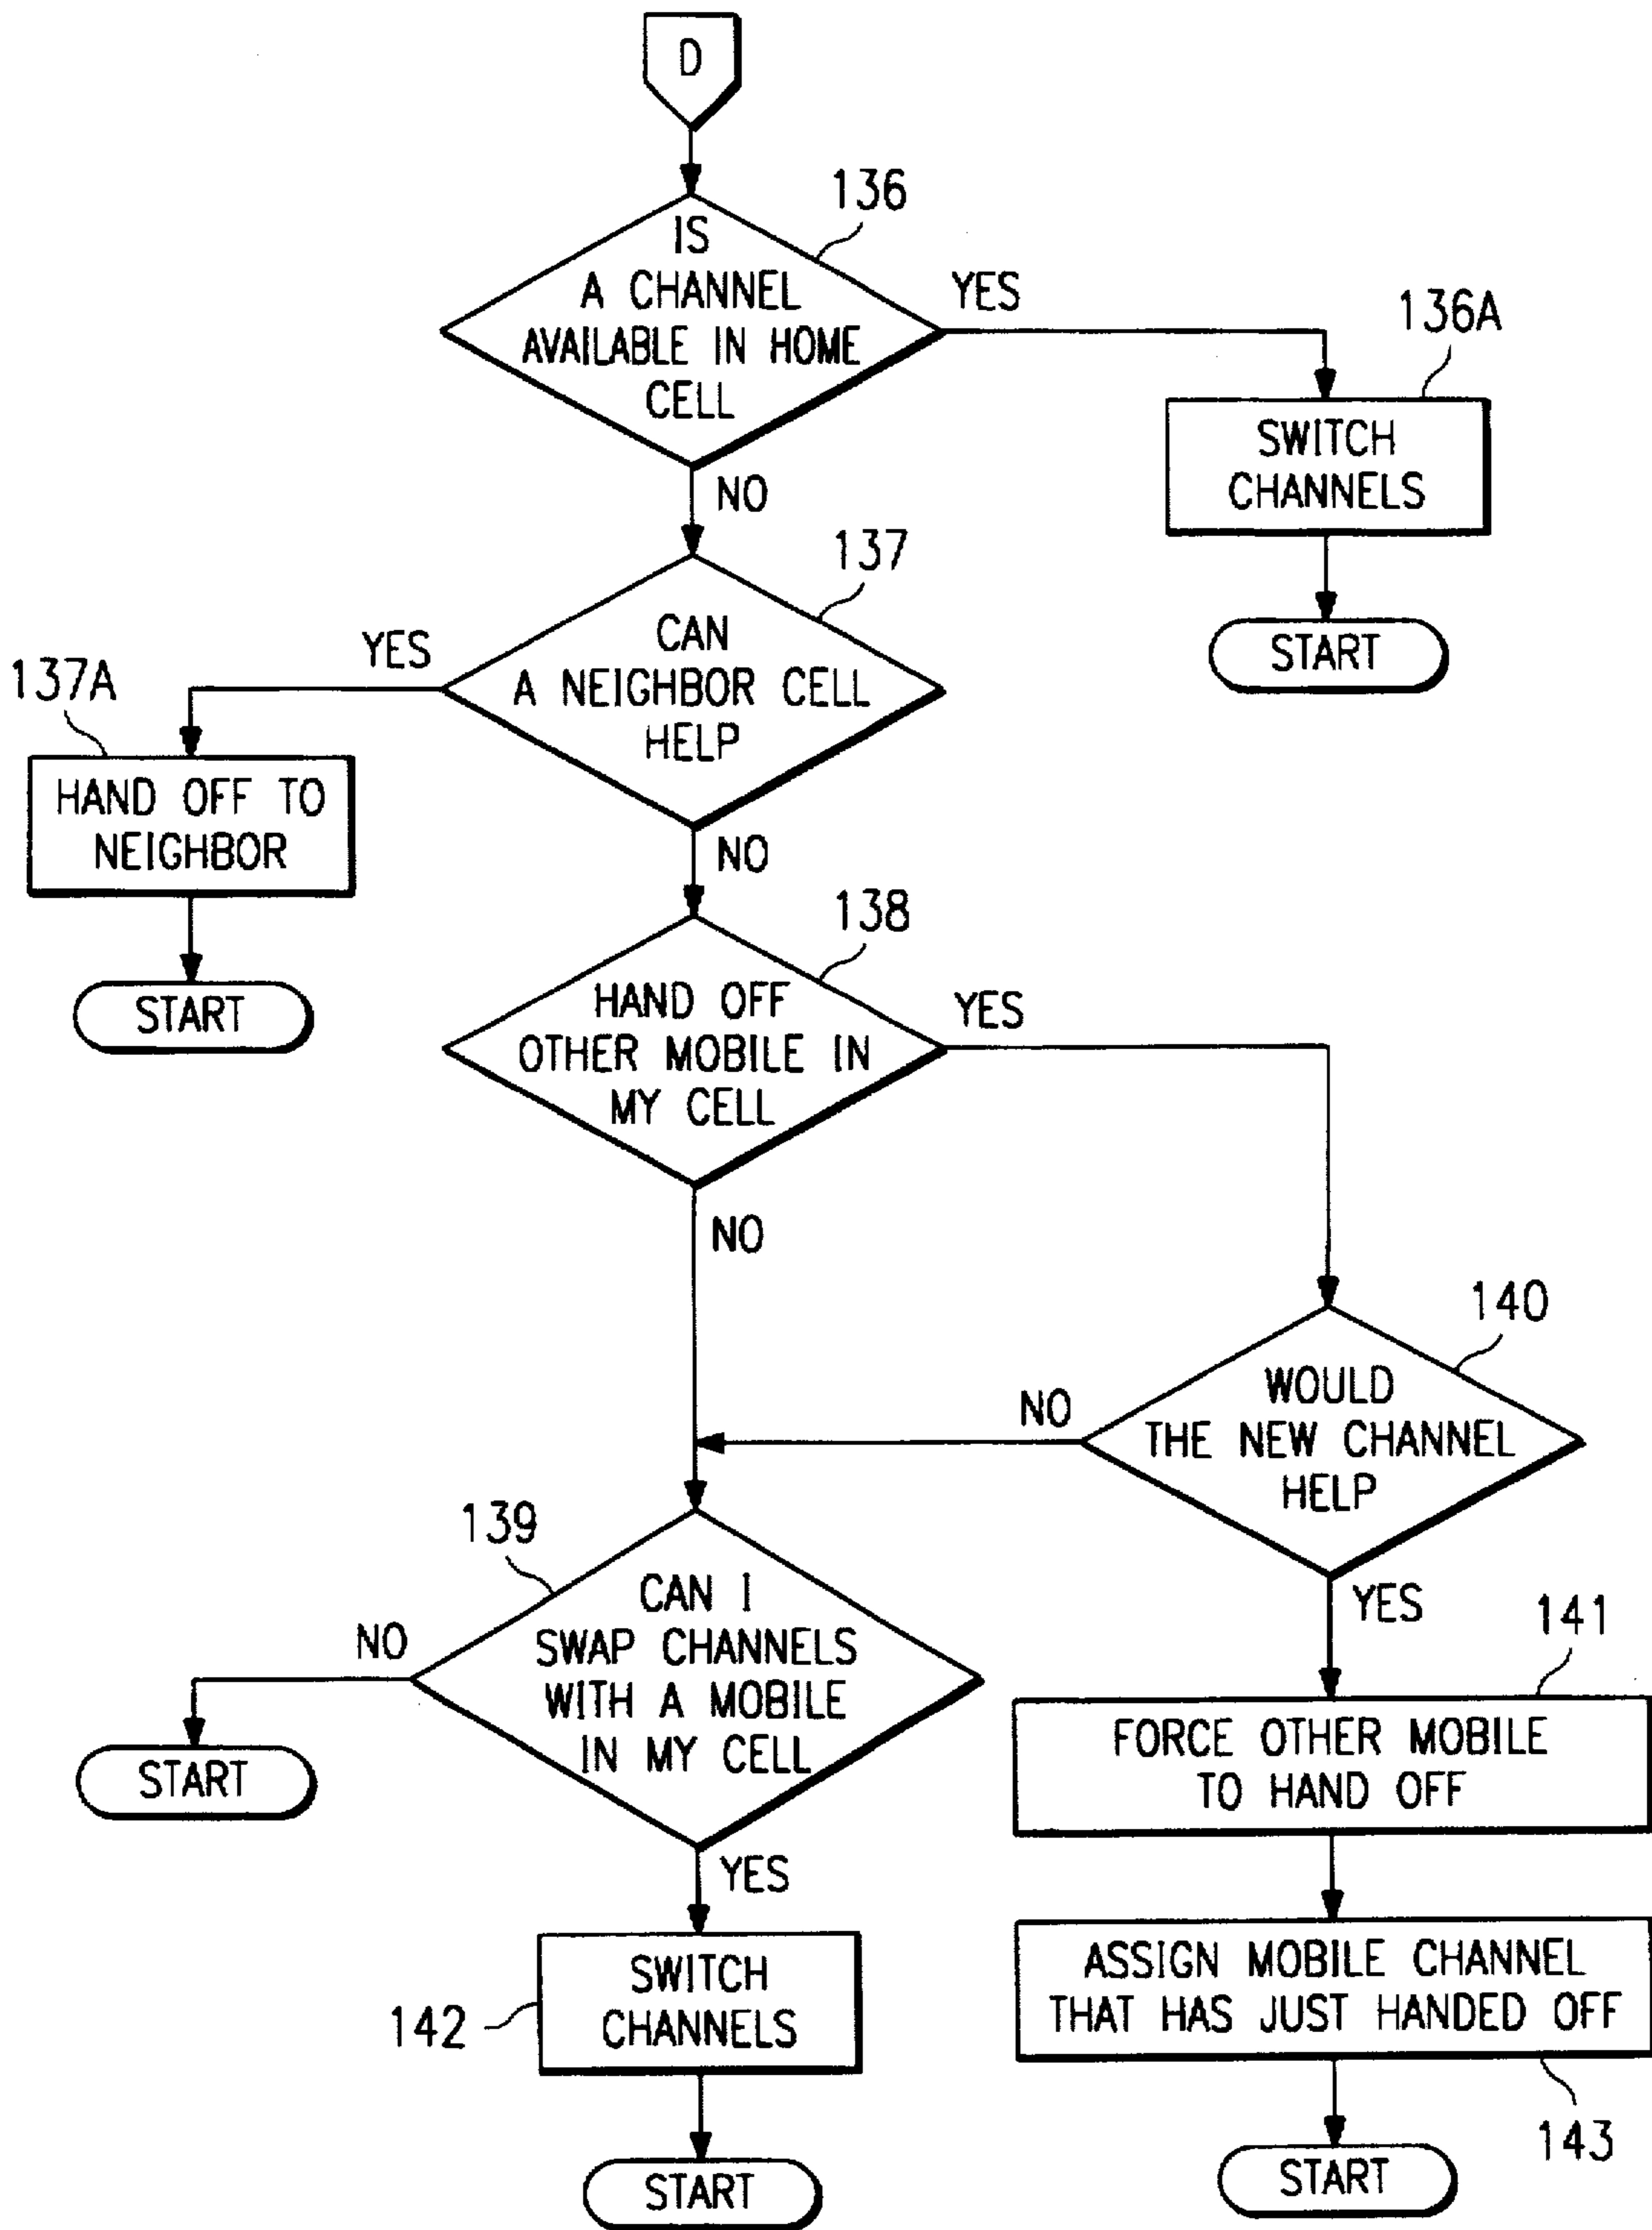 D
136
IS
A CHANNEL
AVAILABLE IN HOME
CELL
YES
136A
SWITCH
CHANNELS
START
NO
137
CAN
A NEIGHBOR CELL
HELP
YES
137A
HAND OFF TO
NEIGHBOR
START
NO
138
HAND OFF
OTHER MOBILE IN
MY CELL
YES
NO
140
WOULD
THE NEW CHANNEL
HELP
NO
YES
139
CAN I
SWAP CHANNELS
WITH A MOBILE
IN MY CELL
NO
START
YES
141
FORCE OTHER MOBILE
TO HAND OFF
142
SWITCH
CHANNELS
START
ASSIGN MOBILE CHANNEL
THAT HAS JUST HANDED OFF
143
START